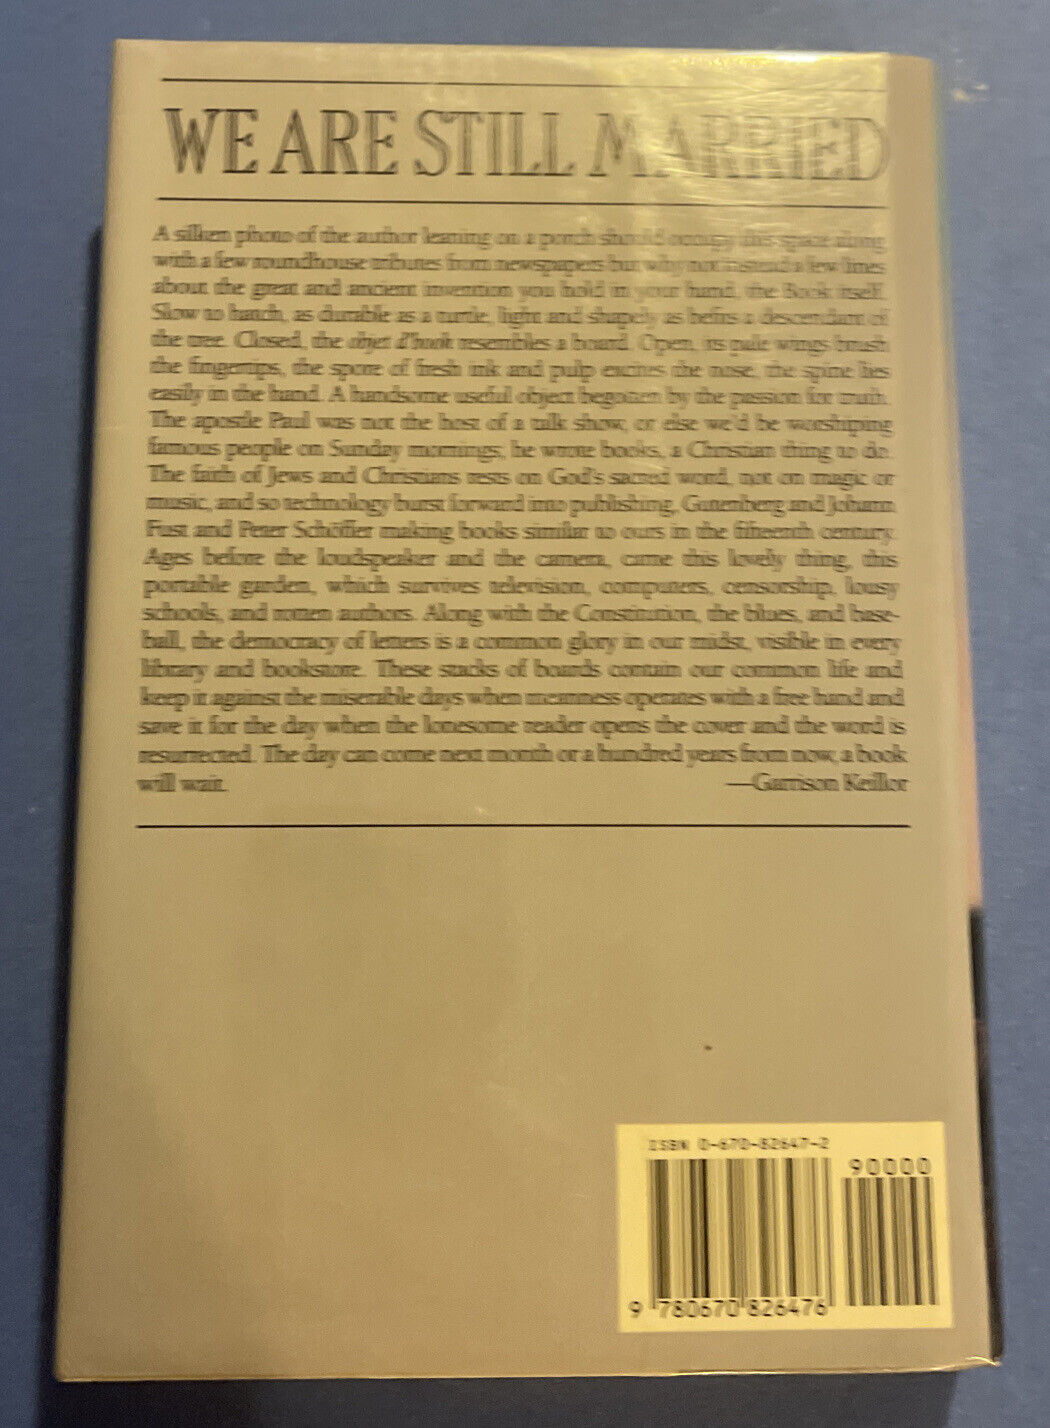 WE ARE STILL MARRIED
A silken photo of the author leaning on a porch should occupy this space along
with a few roundhouse tributes from newspapers but why not instead a few lines
about the great and ancient invention you hold in your hand, the Book itself.
Slow to hatch, as durable as a turtle, light and shapely as befits a descendant of
the tree. Closed, the objet d'book resembles a board. Open, its pale wings brush
the fingertips, the spore of fresh ink and pulp excites the nose, the spine lies
easily in the hand. A handsome useful object begotten by the passion for truth.
The apostle Paul was not the host of a talk show, or else we'd be worshiping
famous people on Sunday mornings; he wrote books, a Christian thing to do.
The faith of Jews and Christians rests on God's sacred word, not on magic or
music, and so technology burst forward into publishing, Gutenberg and Johann
Fust and Peter Schöffer making books similar to ours in the fifteenth century.
Ages before the loudspeaker and the camera, came this lovely thing, this
portable garden, which survives television, computers, censorship, lousy
schools, and rotten authors. Along with the Constitution, the blues, and base-
ball, the democracy of letters is a common glory in our midst, visible in every
library and bookstore. These stacks of boards contain our common life and
keep it against the miserable days when meanness operates with a free hand and
save it for the day when the lonesome reader opens the cover and the word is
resurrected. The day can come next month or a hundred years from now, a book
will wait. —Garrison Keillor
ISBN 0-670-82647-2
90000
9 780670 826476